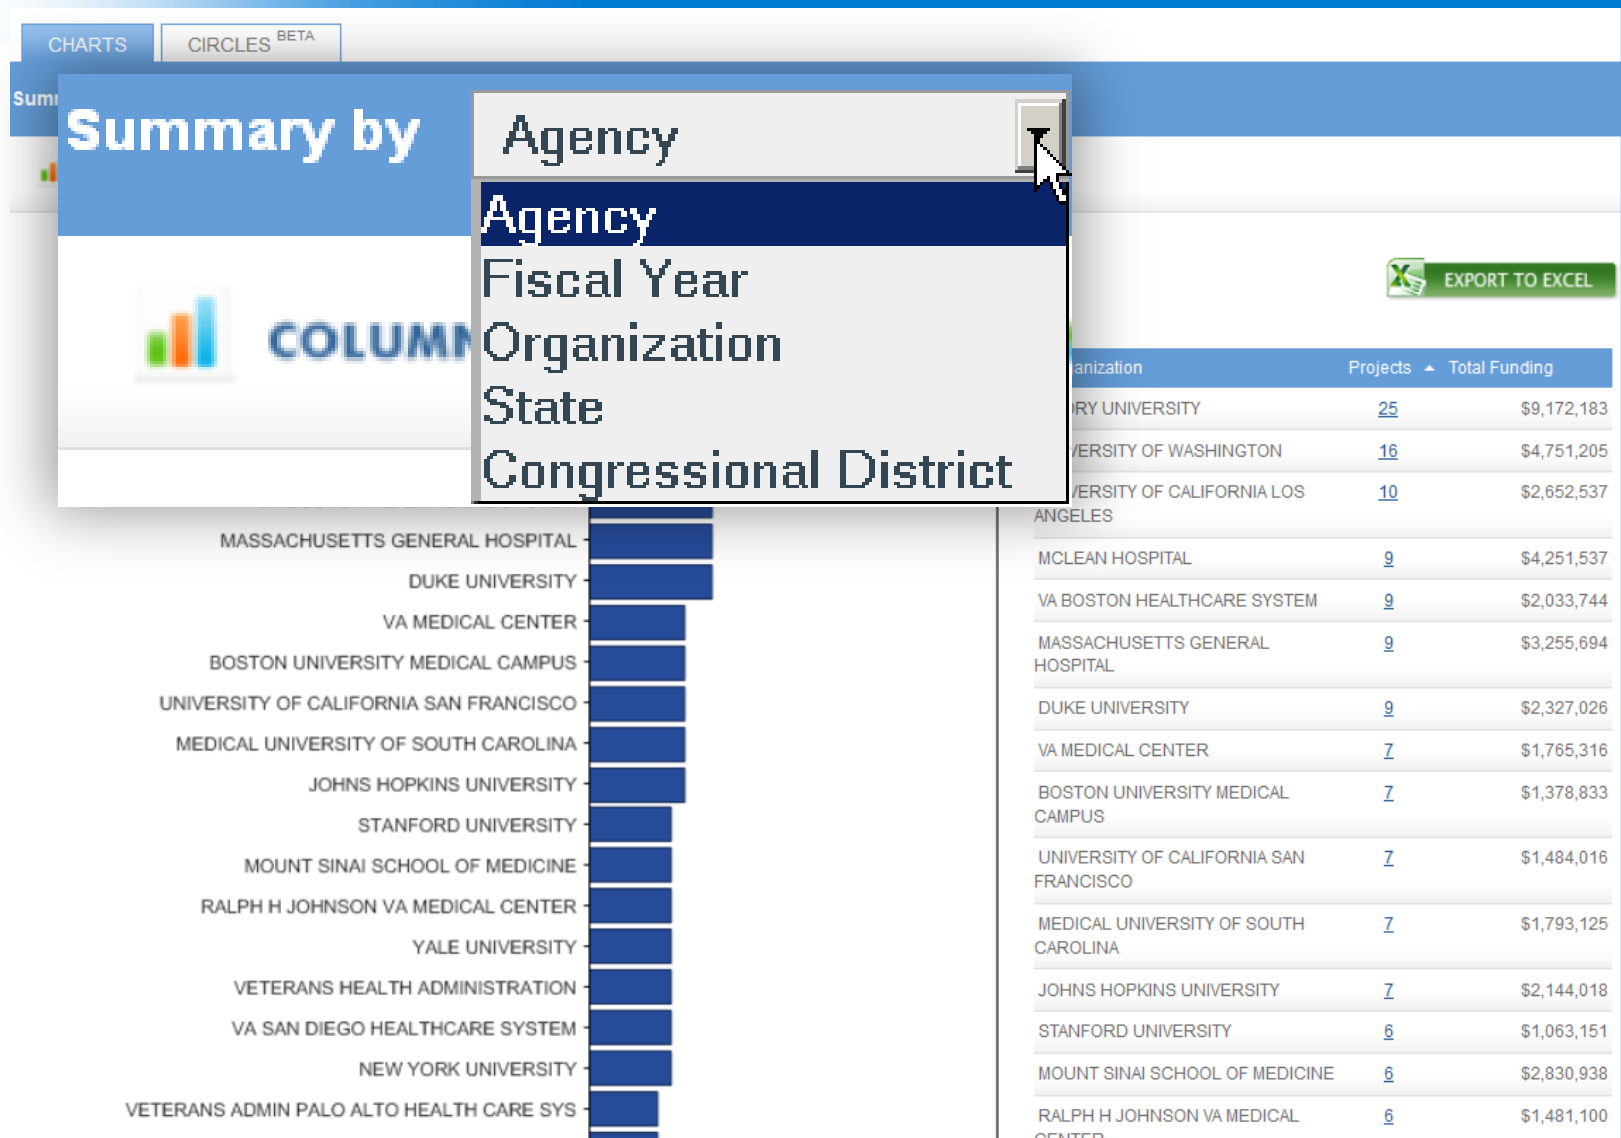 CHARTS
CIRCLES BETA
Summary by
Agency
Agency
Fiscal Year
Organization
State
Congressional District
EXPORT TO EXCEL
Projects Total Funding
UNIVERSITY 25 $9,172,183
OF WASHINGTON 16 $4,751,205
OF CALIFORNIA LOS 10 $2,652,537
ANGELES
MCLEAN HOSPITAL 9 $4,251,537
VA BOSTON HEALTHCARE SYSTEM 9 $2,033,744
MASSACHUSETTS GENERAL 9 $3,255,694
HOSPITAL
DUKE UNIVERSITY 9 $2,327,026
VA MEDICAL CENTER 7 $1,765,316
BOSTON UNIVERSITY MEDICAL 7 $1,378,833
CAMPUS
UNIVERSITY OF CALIFORNIA SAN 7 $1,484,016
FRANCISCO
MEDICAL UNIVERSITY OF SOUTH 7 $1,793,125
CAROLINA
JOHNS HOPKINS UNIVERSITY 7 $2,144,018
STANFORD UNIVERSITY 6 $1,063,151
MOUNT SINAI SCHOOL OF MEDICINE 6 $2,830,938
RALPH H JOHNSON VA MEDICAL 6 $1,481,100
MASSACHUSETTS GENERAL HOSPITAL
DUKE UNIVERSITY
VA MEDICAL CENTER
BOSTON UNIVERSITY MEDICAL CAMPUS
UNIVERSITY OF CALIFORNIA SAN FRANCISCO
MEDICAL UNIVERSITY OF SOUTH CAROLINA
JOHNS HOPKINS UNIVERSITY
STANFORD UNIVERSITY
MOUNT SINAI SCHOOL OF MEDICINE
RALPH H JOHNSON VA MEDICAL CENTER
YALE UNIVERSITY
VETERANS HEALTH ADMINISTRATION
VA SAN DIEGO HEALTHCARE SYSTEM
NEW YORK UNIVERSITY
VETERANS ADMIN PALO ALTO HEALTH CARE SYS